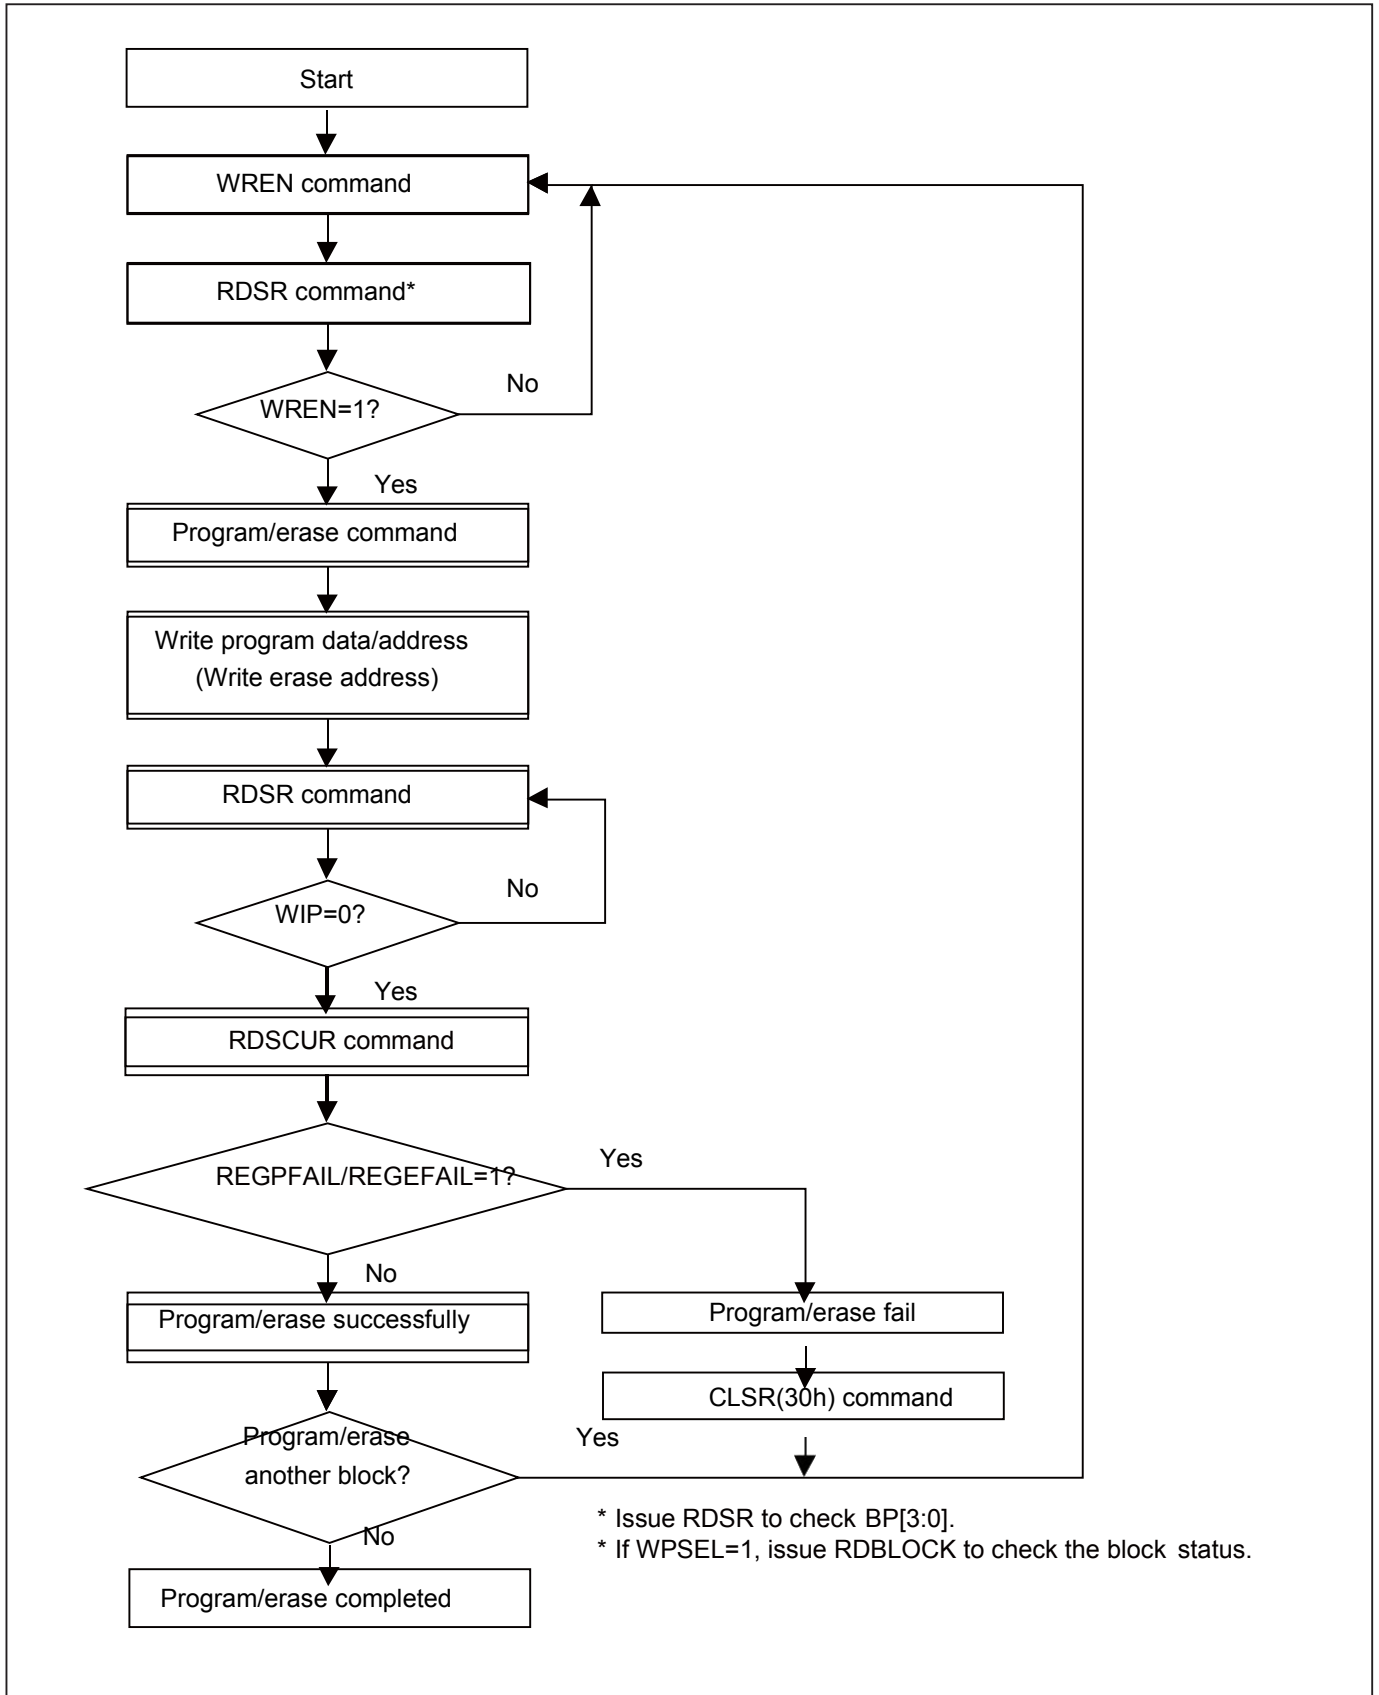 Start
WREN command
RDSR command*
No
WREN=1?
Yes
Program/erase command
Write program data/address
(Write erase address)
RDSR command
No
WIP=0?
Yes
RDSCUR command
Yes
REGPFAIL/REGEFAIL=1?
No
Program/erase successfully
Program/erase fail
CLSR(30h) command
Program/erase
another block?
Yes
No
Program/erase completed
* Issue RDSR to check BP[3:0].
* If WPSEL=1, issue RDBLOCK to check the block status.